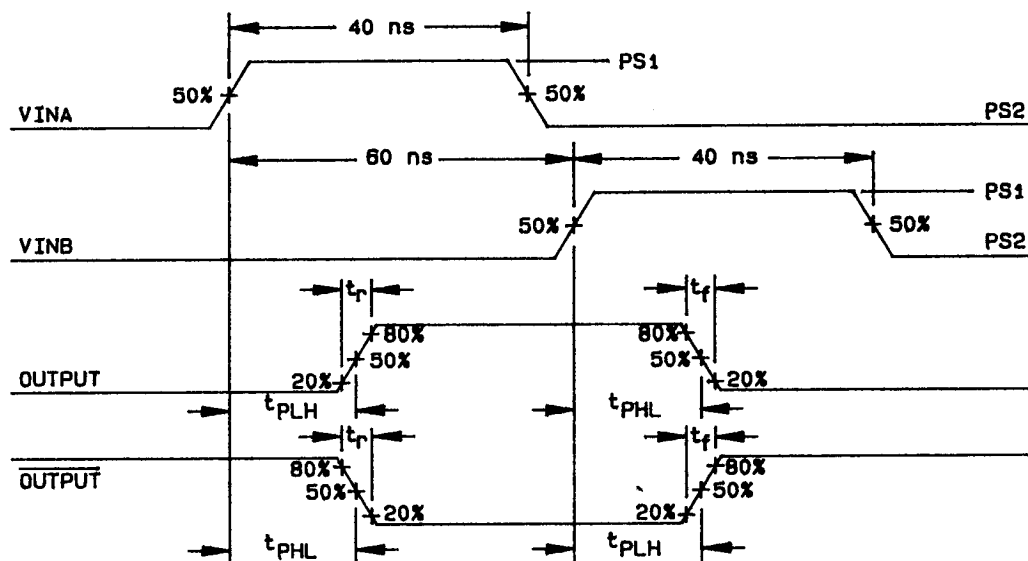 40 ns
PS1
50% 50%
VINA PS2
60 ns 40 ns
PS1
50% 50%
VINB PS2
tr tf
80% 80%
50% 50%
OUTPUT 20% 20%
tPLH tPHL
tr tf
80% 80%
OUTPUT 50% 50%
20% 20%
tPHL tPLH